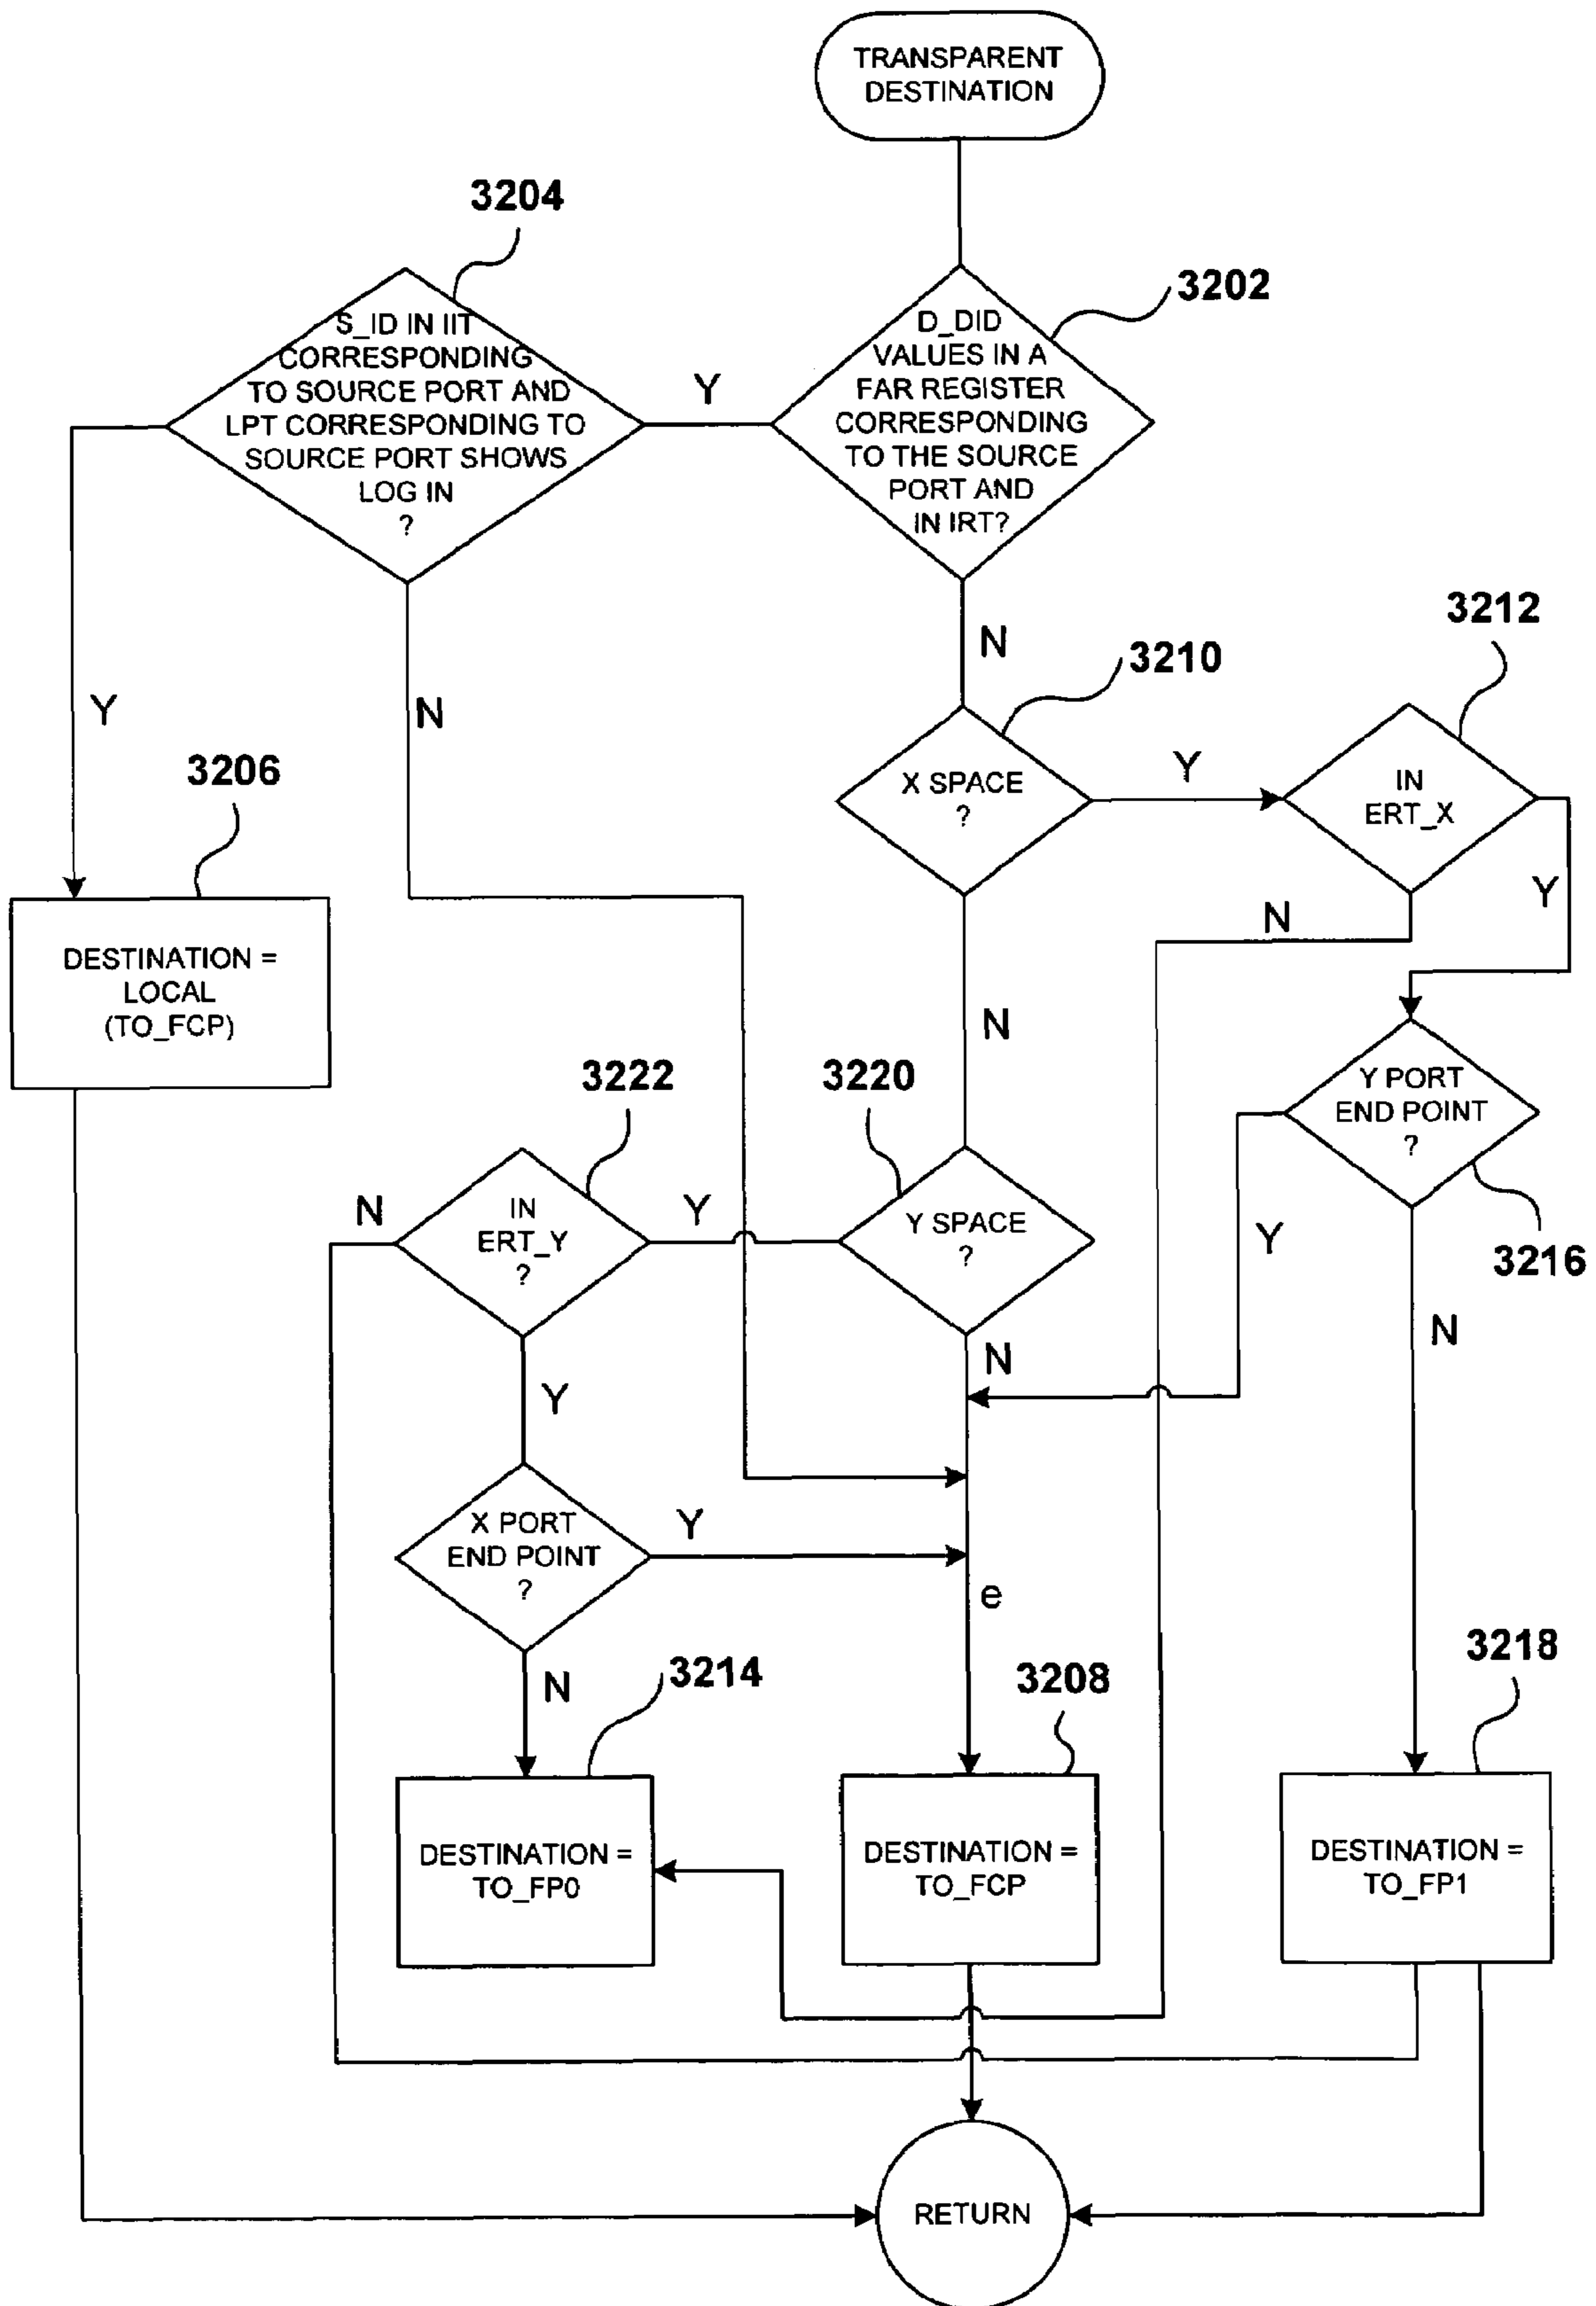 TRANSPARENT
DESTINATION
3204
3202
S_ID IN IIT
CORRESPONDING
TO SOURCE PORT AND
LPT CORRESPONDING TO
SOURCE PORT SHOWS
LOG IN
?
Y
D_DID
VALUES IN A
FAR REGISTER
CORRESPONDING
TO THE SOURCE
PORT AND
IN IRT?
N
3210
3212
Y
N
X SPACE
?
Y
IN
ERT_X
Y
N
3206
DESTINATION =
LOCAL
(TO_FCP)
N
3222
3220
Y PORT
END POINT
?
3216
N
IN
ERT_Y
?
Y
Y SPACE
?
Y
N
N
Y
X PORT
END POINT
?
Y
e
N
3214
3208
3218
DESTINATION =
TO_FP0
DESTINATION =
TO_FCP
DESTINATION =
TO_FP1
RETURN